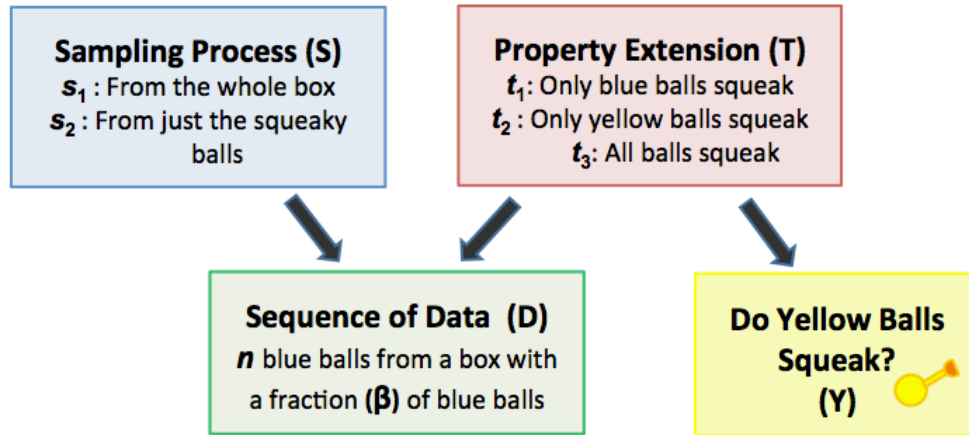 Sampling Process (S)
s₁ : From the whole box
s₂ : From just the squeaky
balls
Property Extension (T)
t₁: Only blue balls squeak
t₂ : Only yellow balls squeak
t₃: All balls squeak
Sequence of Data (D)
n blue balls from a box with
a fraction (β) of blue balls
Do Yellow Balls
Squeak?
(Y)